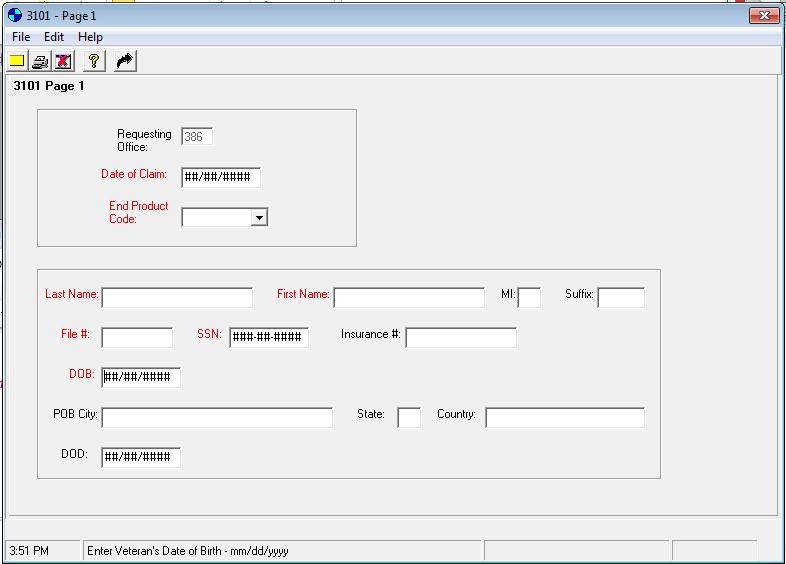 3101 - Page 1
File Edit Help
?
3101 Page 1
Requesting
Office:
386
Date of Claim: ##/##/####
End Product
Code:
Last Name: First Name: MI: Suffix:
File #: SSN: ###-##-#### Insurance #:
DOB: ##/##/####
POB City: State: Country:
DOD: ##/##/####
3:51 PM Enter Veteran's Date of Birth - mm/dd/yyyy